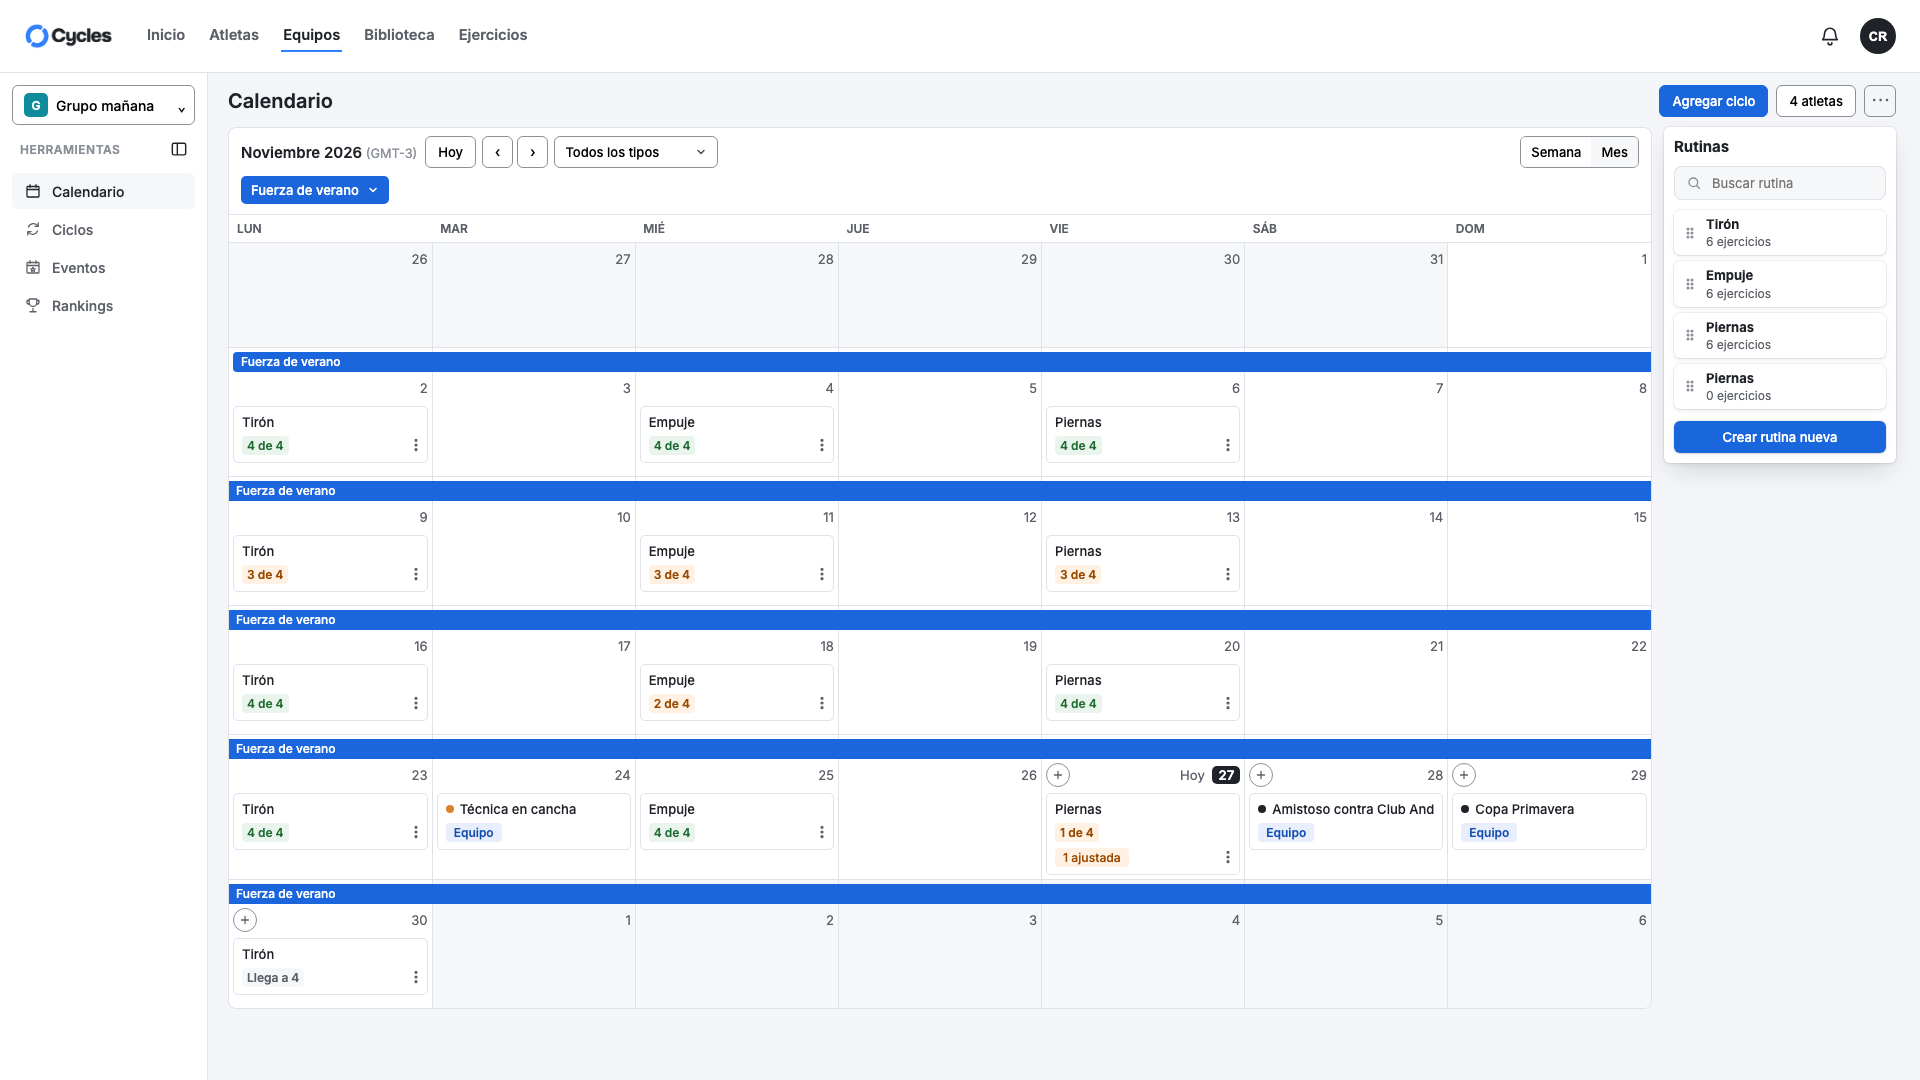 Cycles
Inicio
Atletas
Equipos
Biblioteca
Ejercicios
CR
G
Grupo mañana
HERRAMIENTAS
Calendario
Ciclos
Eventos
Rankings
Calendario
Agregar ciclo
4 atletas
Noviembre 2026 (GMT-3)
Hoy
Todos los tipos
Semana
Mes
Fuerza de verano
LUN MAR MIÉ JUE VIE SÁB DOM
26 27 28 29 30 31 1
Fuerza de verano
2 3 4 5 6 7 8
Tirón
4 de 4
Empuje
4 de 4
Piernas
4 de 4
Fuerza de verano
9 10 11 12 13 14 15
Tirón
3 de 4
Empuje
3 de 4
Piernas
3 de 4
Fuerza de verano
16 17 18 19 20 21 22
Tirón
4 de 4
Empuje
2 de 4
Piernas
4 de 4
Fuerza de verano
23 24 25 26 Hoy 27 28 29
Tirón
4 de 4
Técnica en cancha
Equipo
Empuje
4 de 4
Piernas
1 de 4
1 ajustada
Amistoso contra Club And
Equipo
Copa Primavera
Equipo
Fuerza de verano
30 1 2 3 4 5 6
Tirón
Llega a 4
Rutinas
Buscar rutina
Tirón
6 ejercicios
Empuje
6 ejercicios
Piernas
6 ejercicios
Piernas
0 ejercicios
Crear rutina nueva